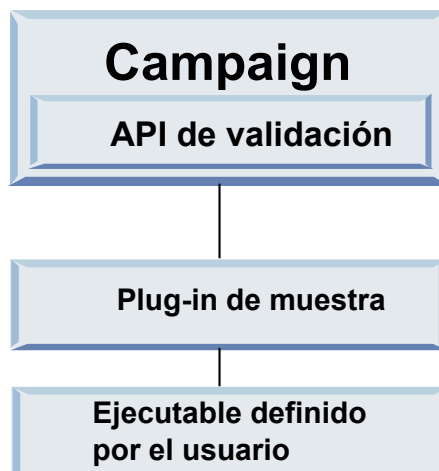 Campaign
API de validación
Plug-in de muestra
Ejecutable definido
por el usuario